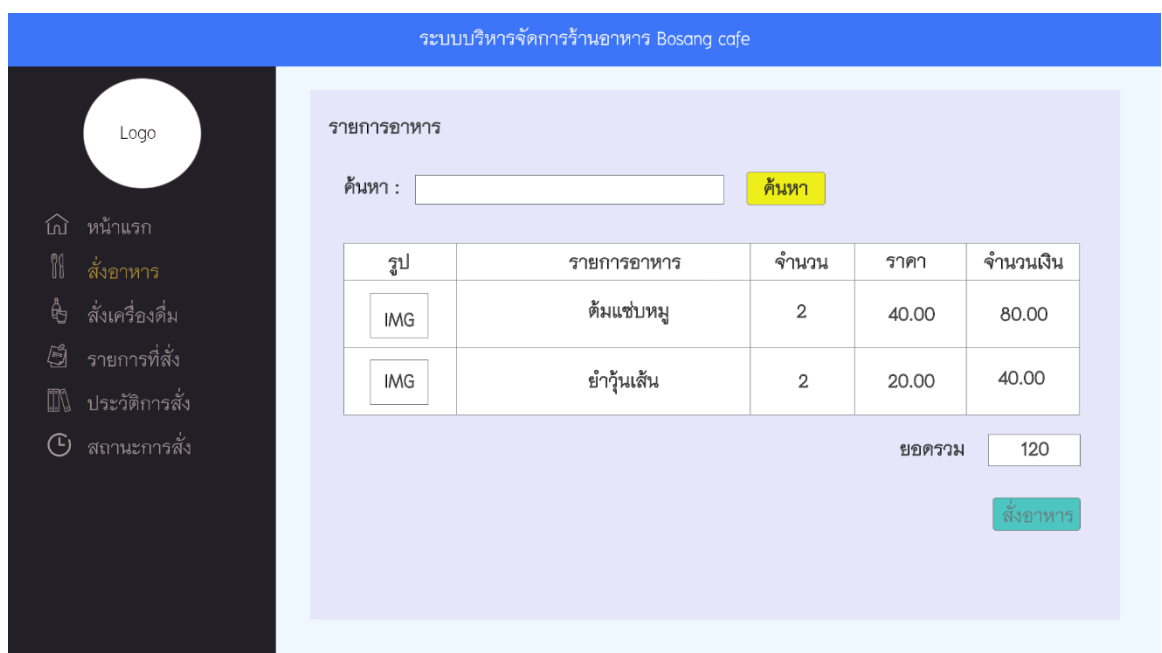 ระบบบริหารจัดการร้านอาหาร Bosang cafe
Logo
หน้าแรก
สั่งอาหาร
สั่งเครื่องดื่ม
รายการที่สั่ง
ประวัติการสั่ง
สถานะการสั่ง
รายการอาหาร
ค้นหา :
ค้นหา
รูป รายการอาหาร จำนวน ราคา จำนวนเงิน
IMG ต้มแซ่บหมู 2 40.00 80.00
IMG ยำวุ้นเส้น 2 20.00 40.00
ยอดรวม 120
สั่งอาหาร